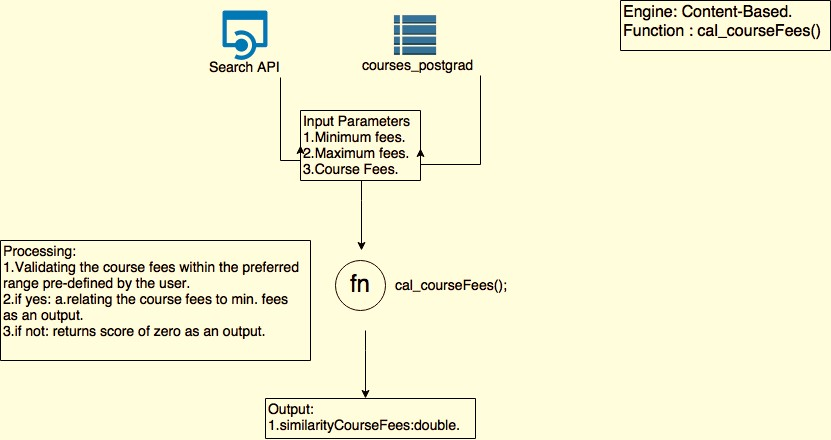 Engine: Content-Based.
Function : cal_courseFees()
Search API
courses_postgrad
Input Parameters
1.Minimum fees.
2.Maximum fees.
3.Course Fees.
Processing:
1.Validating the course fees within the preferred
range pre-defined by the user.
2.if yes: a.relating the course fees to min. fees
as an output.
3.if not: returns score of zero as an output.
fn
cal_courseFees();
Output:
1.similarityCourseFees:double.